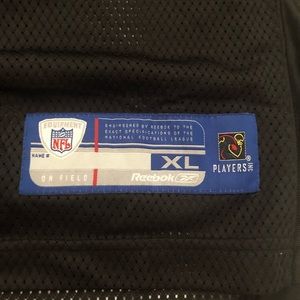 EQUIPMENT
NFL
ENGINEERED BY REEBOK TO THE
EXACT SPECIFICATIONS OF THE
NATIONAL FOOTBALL LEAGUE
NAME #
XL
ON FIELD
Reebok
PLAYERS INC